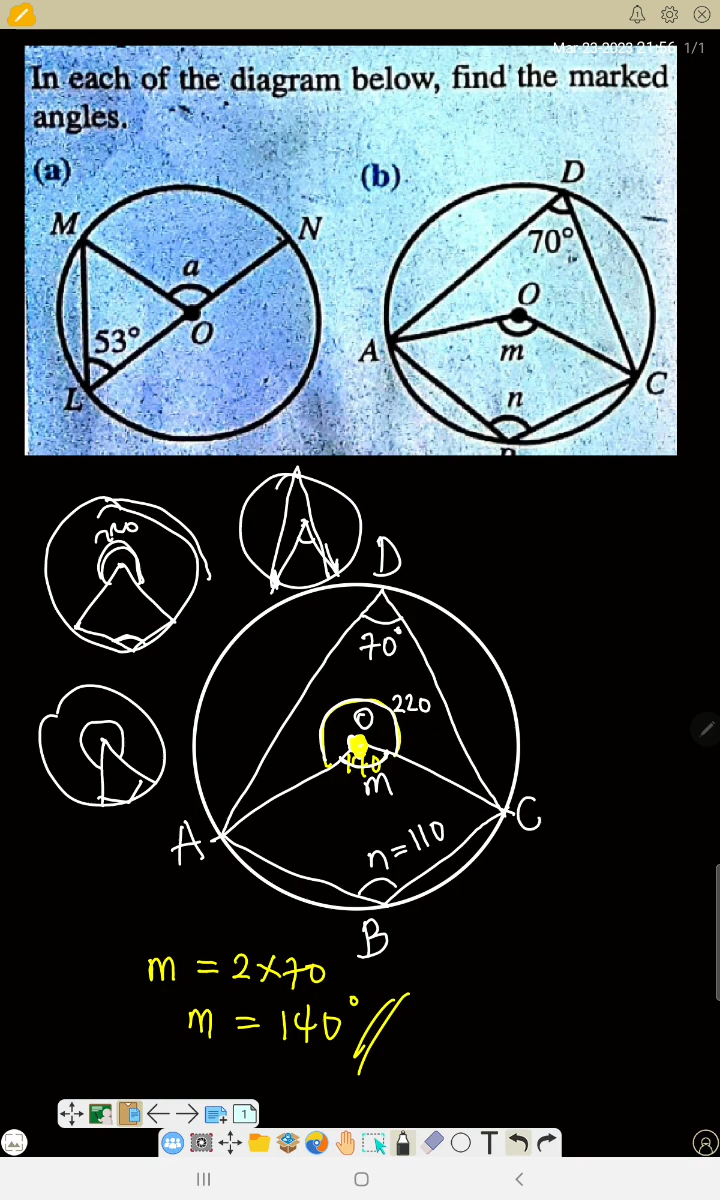 Mar 23 2023 21:56 1/1
In each of the diagram below, find the marked
angles.
(a)
(b)
M
N
a
53°
O
L
D
70°
O
A
m
C
n
B
220
D
70°
O
220
140
m
A
C
n = 110
B
m = 2 × 70
m = 140°
1
T